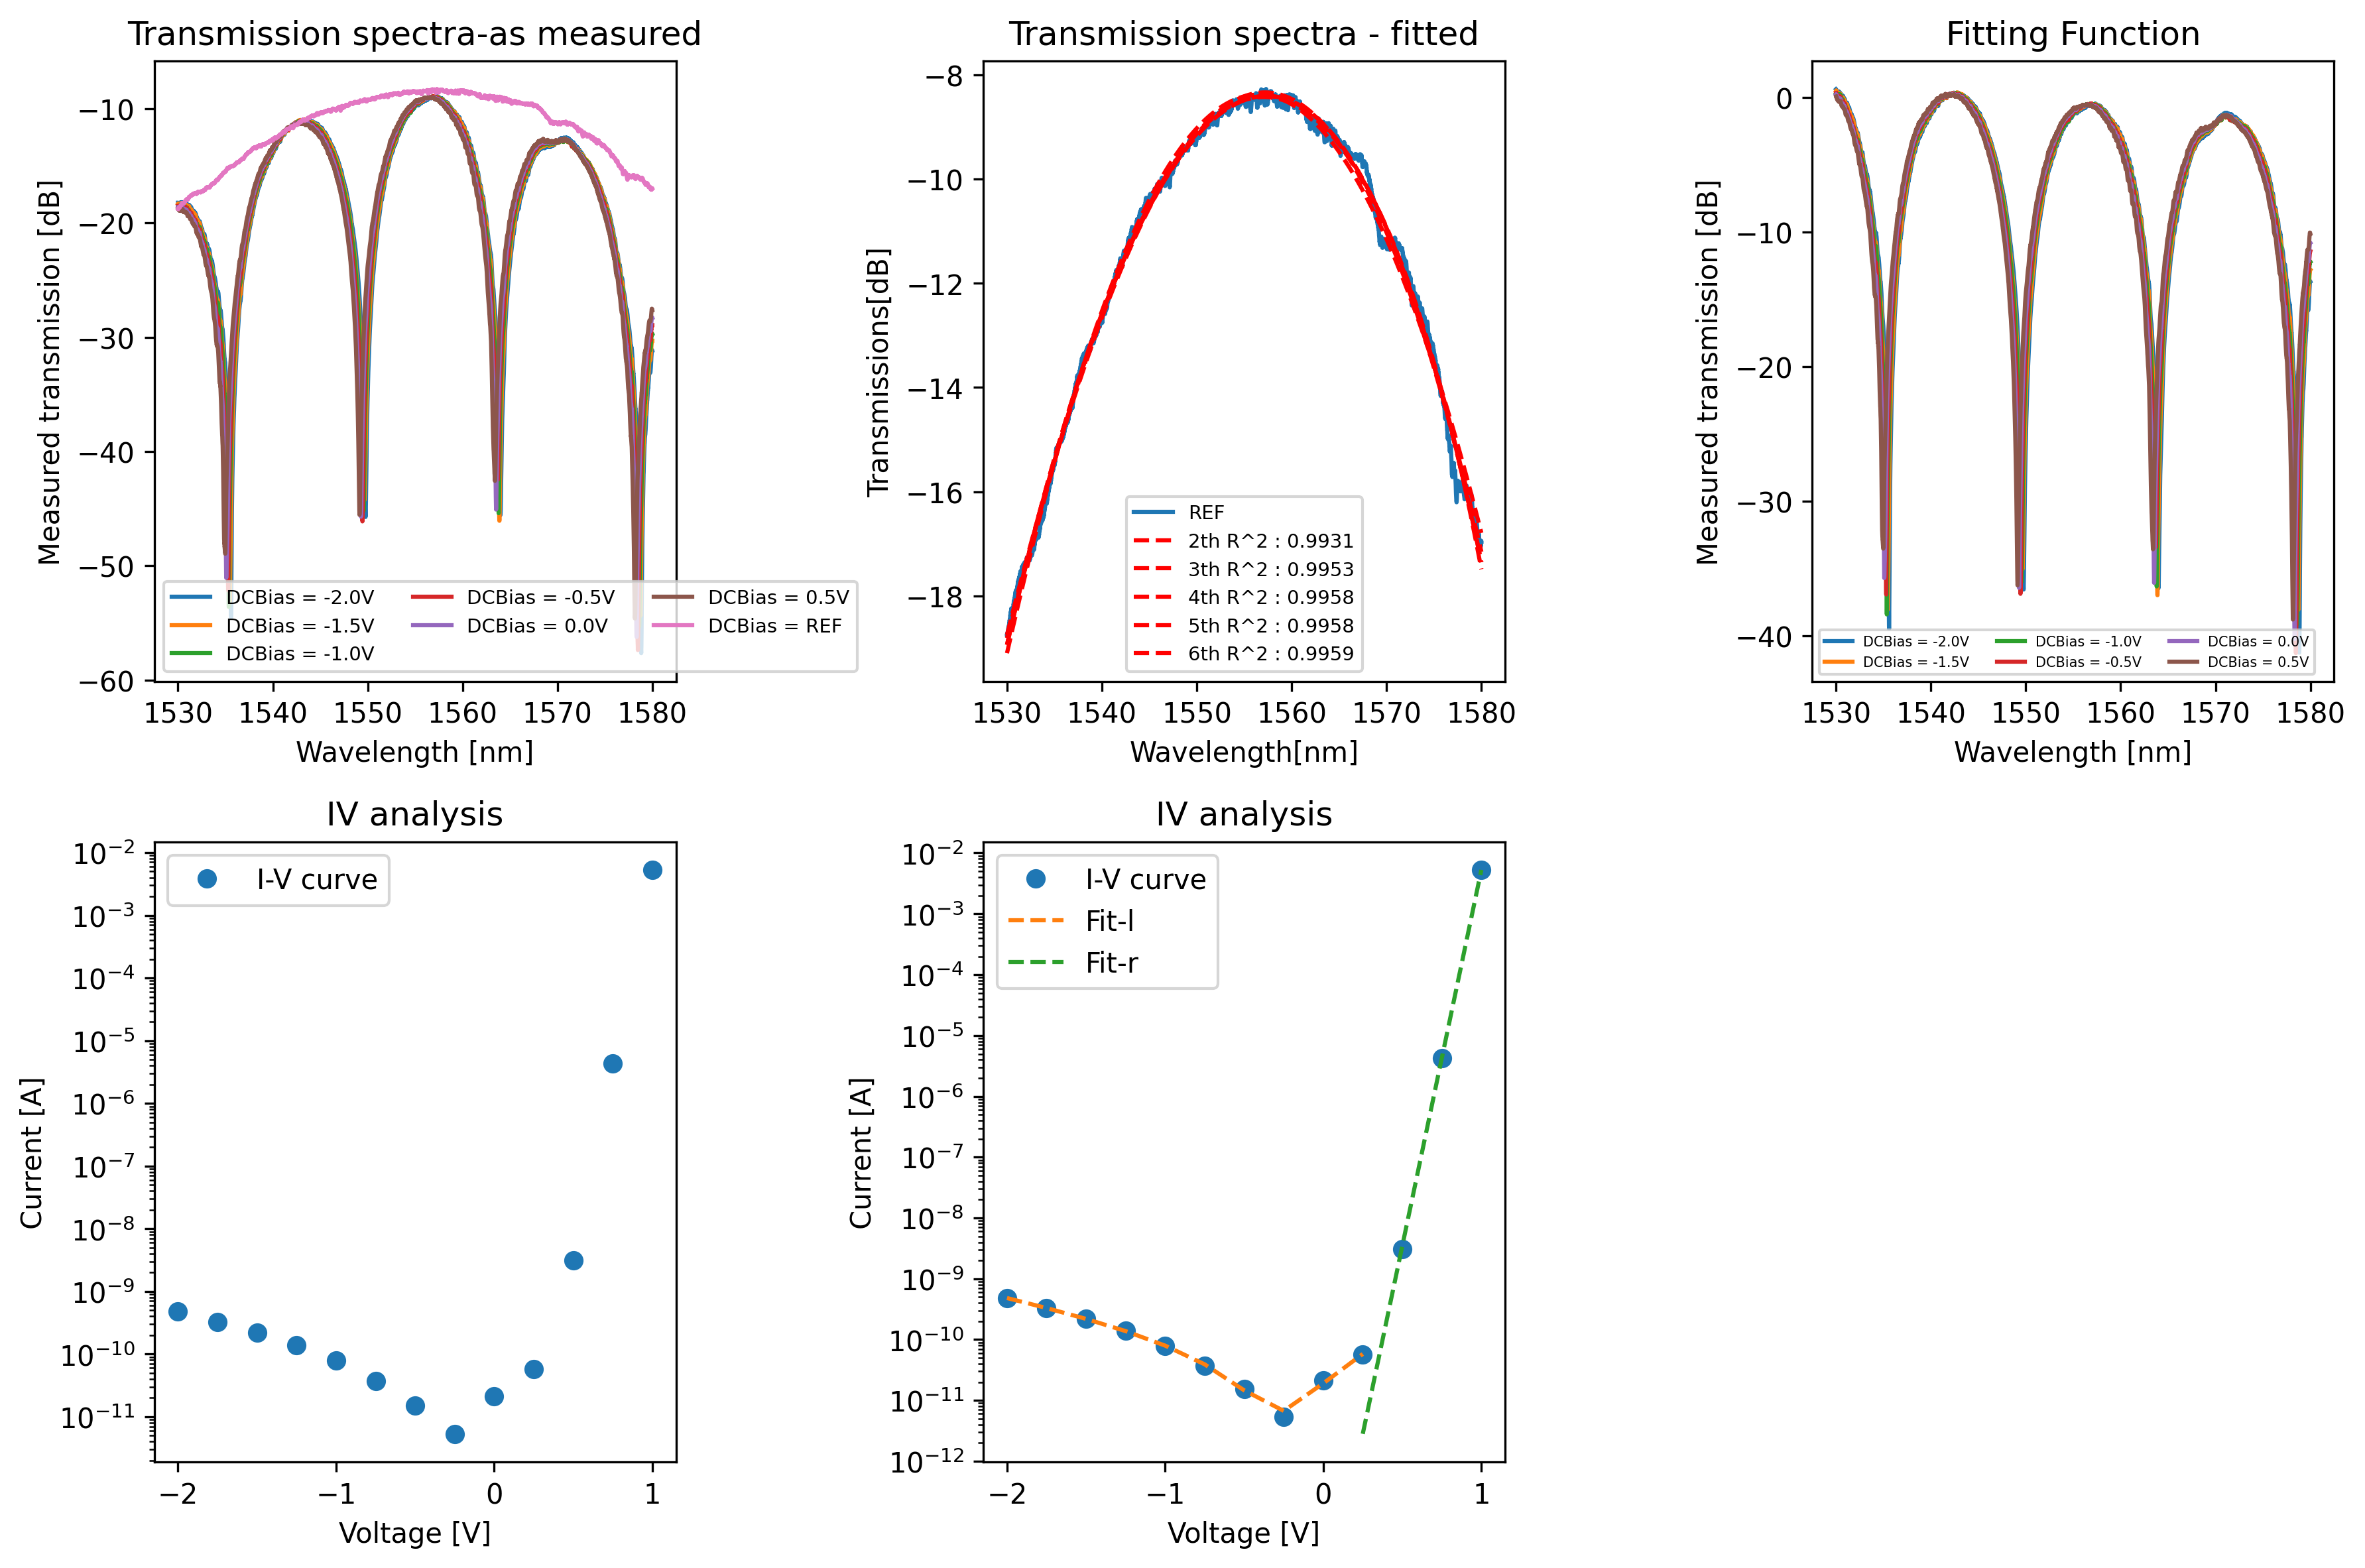 Transmission spectra-as measured
Measured transmission [dB]
−10
−20
−30
−40
−50
−60
DCBias = -2.0V
DCBias = -1.5V
DCBias = -1.0V
DCBias = -0.5V
DCBias = 0.0V
DCBias = 0.5V
DCBias = REF
1530 1540 1550 1560 1570 1580
Wavelength [nm]
Transmission spectra - fitted
Transmissions[dB]
−8
−10
−12
−14
−16
−18
REF
2th R^2 : 0.9931
3th R^2 : 0.9953
4th R^2 : 0.9958
5th R^2 : 0.9958
6th R^2 : 0.9959
1530 1540 1550 1560 1570 1580
Wavelength[nm]
Fitting Function
Measured transmission [dB]
0
−10
−20
−30
−40
DCBias = -2.0V
DCBias = -1.5V
DCBias = -1.0V
DCBias = -0.5V
DCBias = 0.0V
DCBias = 0.5V
1530 1540 1550 1560 1570 1580
Wavelength [nm]
IV analysis
Current [A]
10⁻²
10⁻³
10⁻⁴
10⁻⁵
10⁻⁶
10⁻⁷
10⁻⁸
10⁻⁹
10⁻¹⁰
10⁻¹¹
I-V curve
−2 −1 0 1
Voltage [V]
IV analysis
Current [A]
10⁻²
10⁻³
10⁻⁴
10⁻⁵
10⁻⁶
10⁻⁷
10⁻⁸
10⁻⁹
10⁻¹⁰
10⁻¹¹
10⁻¹²
I-V curve
Fit-l
Fit-r
−2 −1 0 1
Voltage [V]